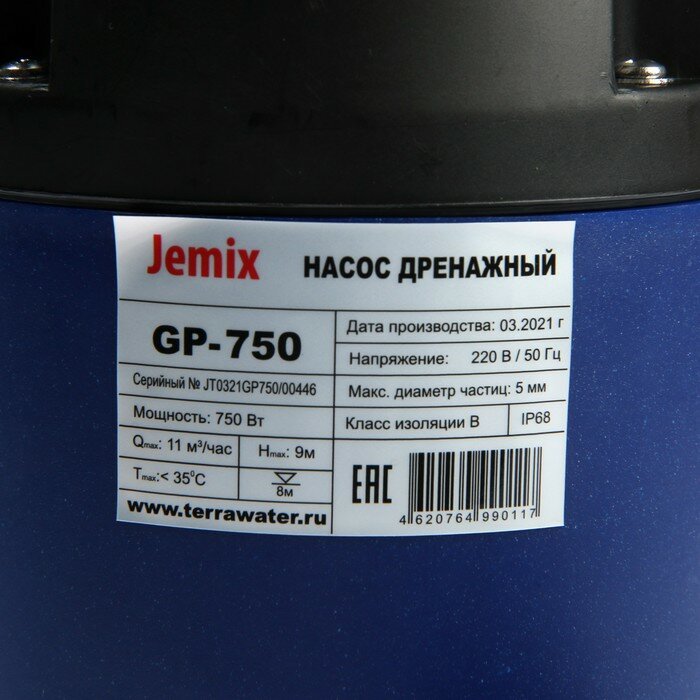 Jemix НАСОС ДРЕНАЖНЫЙ
GP-750
Серийный № JT0321GP750/00446
Мощность: 750 Вт
Qmax: 11 м³/час Hmax: 9м
Tmax:< 35⁰C 8м
www.terrawater.ru
Дата производства: 03.2021 г
Напряжение: 220 В / 50 Гц
Макс. диаметр частиц: 5 мм
Класс изоляции В IP68
EAC
4 620764 990117